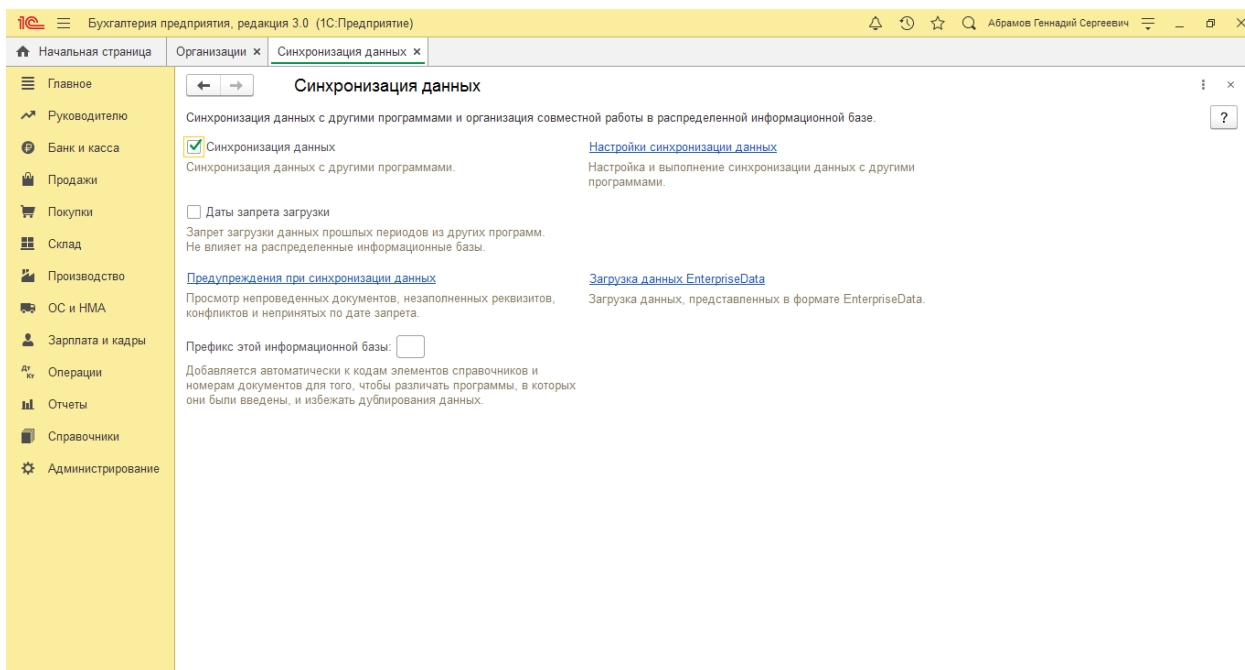 1С Бухгалтерия предприятия, редакция 3.0 (1С:Предприятие) Абрамов Геннадий Сергеевич
Начальная страница Организации × Синхронизация данных ×
Главное
Руководителю
Банк и касса
Продажи
Покупки
Склад
Производство
ОС и НМА
Зарплата и кадры
Дт Кт Операции
Отчеты
Справочники
Администрирование
Синхронизация данных
Синхронизация данных с другими программами и организация совместной работы в распределенной информационной базе. ?
Синхронизация данных
Синхронизация данных с другими программами.
Настройки синхронизации данных
Настройка и выполнение синхронизации данных с другими
программами.
Даты запрета загрузки
Запрет загрузки данных прошлых периодов из других программ.
Не влияет на распределенные информационные базы.
Предупреждения при синхронизации данных
Просмотр непроведенных документов, незаполненных реквизитов,
конфликтов и непринятых по дате запрета.
Загрузка данных EnterpriseData
Загрузка данных, представленных в формате EnterpriseData.
Префикс этой информационной базы:
Добавляется автоматически к кодам элементов справочников и
номерам документов для того, чтобы различать программы, в которых
они были введены, и избежать дублирования данных.